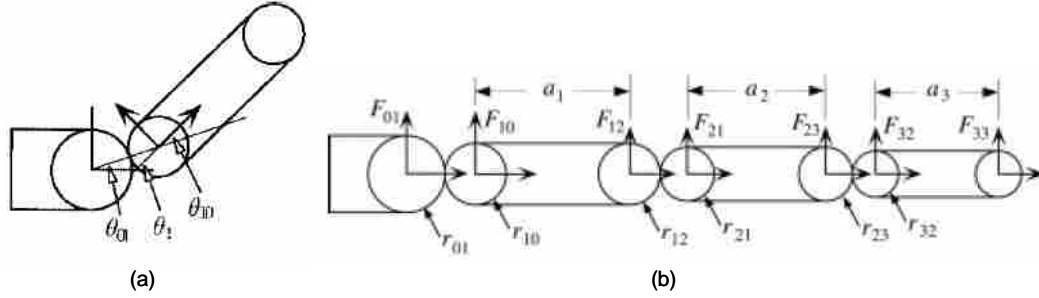 a₁ a₂ a₃
F₀₁ F₁₀ F₁₂ F₂₁ F₂₃ F₃₂ F₃₃
θ₀₁ θ₁ θ₁₀
r₀₁ r₁₀ r₁₂ r₂₁ r₂₃ r₃₂
(a) (b)